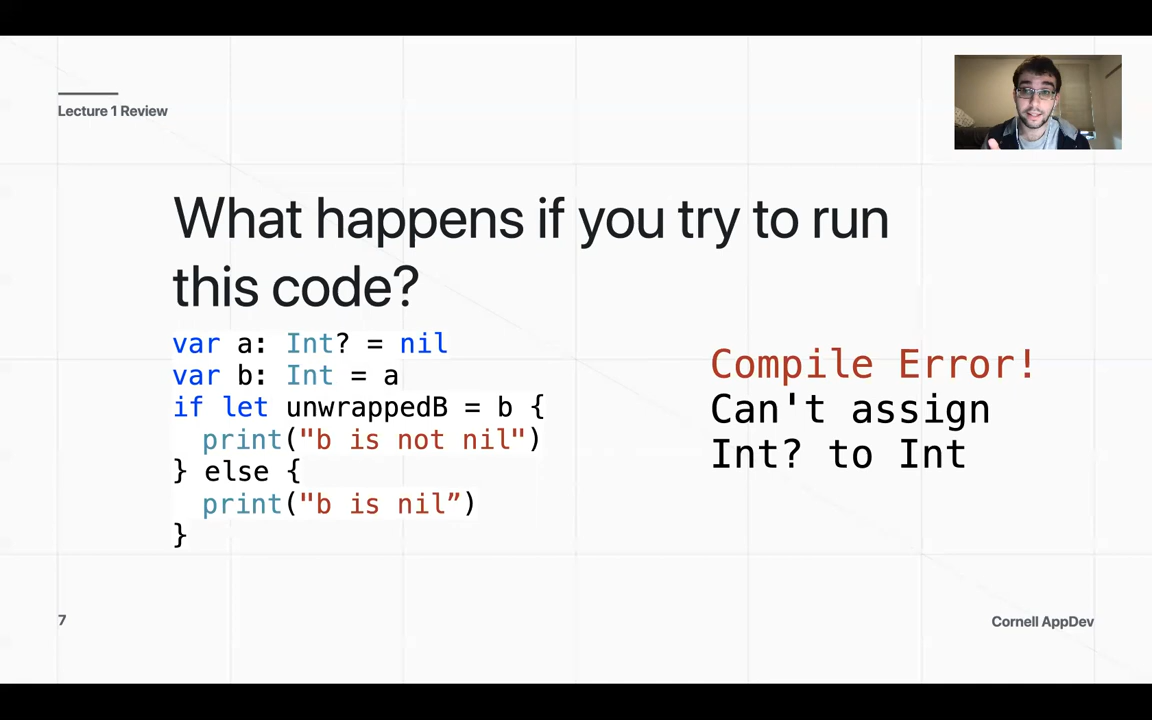 Lecture 1 Review
What happens if you try to run
this code?
var a: Int? = nil
var b: Int = a
if let unwrappedB = b {
  print("b is not nil")
} else {
  print("b is nil”)
}
Compile Error!
Can't assign
Int? to Int
7
Cornell AppDev